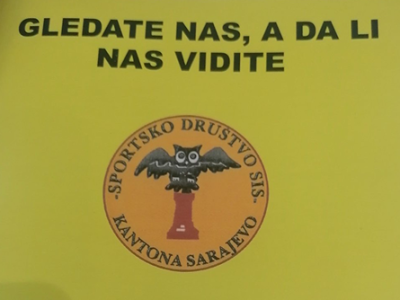 GLEDATE NAS, A DA LI
NAS VIDITE
-SPORTSKO DRUSTVO SIS-
KANTONA SARAJEVO